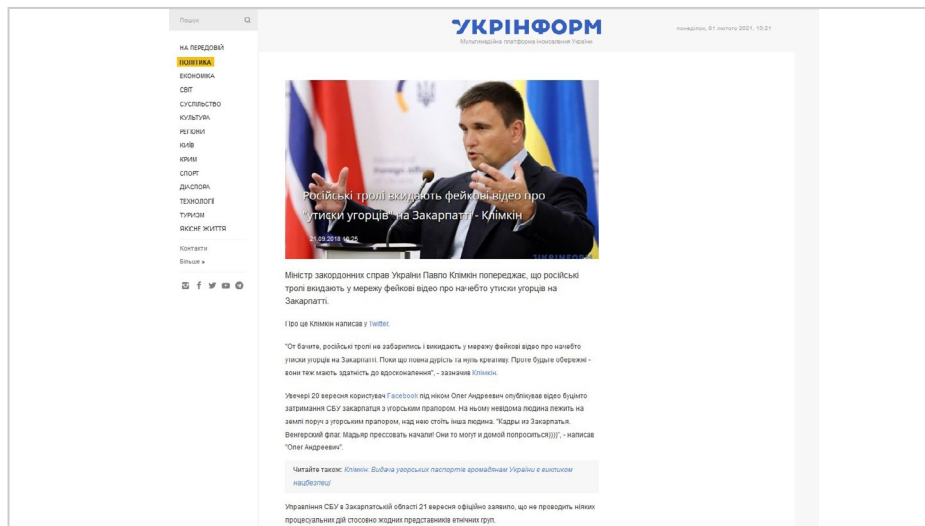 Пошук
УКРІНФОРМ
Мультимедійна платформа іномовлення України
понеділок, 01 лютого 2021, 10:21
НА ПЕРЕДОВІЙ
ПОЛІТИКА
ЕКОНОМІКА
СВІТ
СУСПІЛЬСТВО
КУЛЬТУРА
РЕГІОНИ
КИЇВ
КРИМ
СПОРТ
ДІАСПОРА
ТЕХНОЛОГІЇ
ТУРИЗМ
ЯКІСНЕ ЖИТТЯ
Контакти
Більше »
Російські тролі вкидають фейкові відео про
"утиски угорців" на Закарпатті - Клімкін
21.09.2018 10:25
УКРІНФОРМ
Міністр закордонних справ України Павло Клімкін попереджає, що російські
тролі вкидають у мережу фейкові відео про начебто утиски угорців на
Закарпатті.
Про це Клімкін написав у Twitter.
"От бачите, російські тролі не забарились і викидають у мережу фейкові відео про начебто
утиски угорців на Закарпатті. Поки що повна дурість та нуль креативу. Проте будьте обережні -
вони теж мають здатність до вдосконалення", - зазначив Клімкін.
Увечері 20 вересня користувач Facebook під ніком Олег Андреевич опублікував відео буцімто
затримання СБУ закарпатця з угорським прапором. На ньому невідома людина лежить на
землі поруч з угорським прапором, над нею стоїть інша людина. "Кадры из Закарпатья.
Венгерский флаг. Мадьяр прессовать начали! Они то могут и домой попроситься))))", - написав
"Олег Андреевич".
Читайте також: Клімкін: Видача угорських паспортів громадянам України є викликом
нацбезпеці
Управління СБУ в Закарпатській області 21 вересня офіційно заявило, що не проводить ніяких
процесуальних дій стосовно жодних представників етнічних груп.